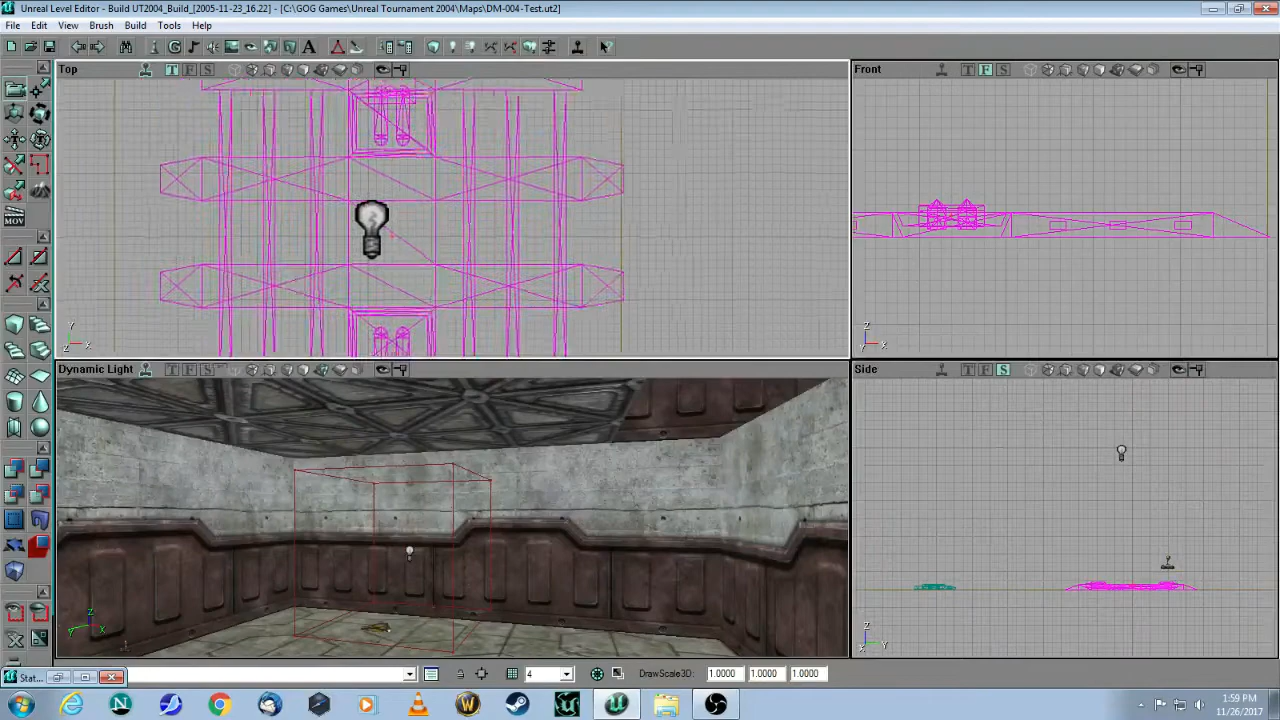 Unreal Level Editor - Build UT2004_Build_[2005-11-23_16.22] - [C:\GOG Games\Unreal Tournament 2004\Maps\DM-004-Test.ut2]
File Edit View Brush Build Tools Help
Top T F S
Front T F S
MOV
Y
Z X
Z
Y X
Dynamic Light T F S
Side T F S
Z
Y X
Z
X Y
Stat... 4 DrawScale3D: 1.0000 1.0000 1.0000
1:59 PM
11/26/2017